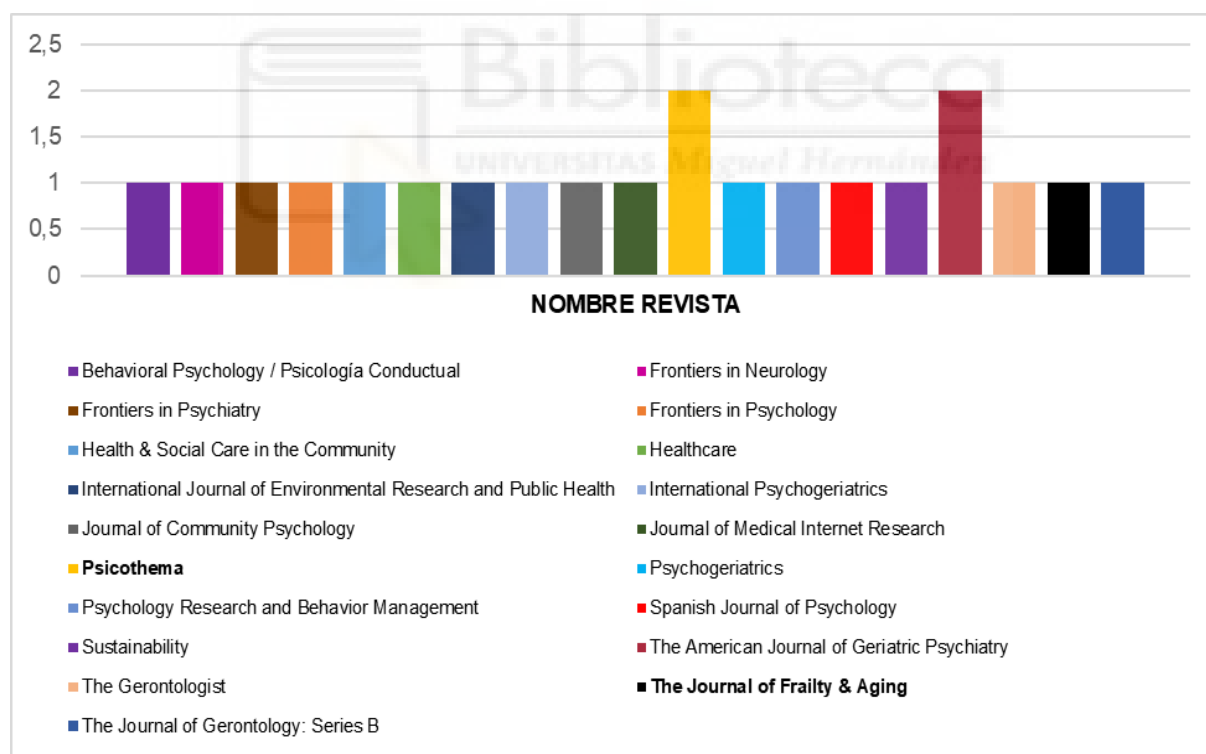 Biblioteca
UNIVERSITAS Miguel Hernández
2,5
2
1,5
1
0,5
0
NOMBRE REVISTA
Behavioral Psychology / Psicología Conductual
Frontiers in Neurology
Frontiers in Psychiatry
Frontiers in Psychology
Health & Social Care in the Community
Healthcare
International Journal of Environmental Research and Public Health
International Psychogeriatrics
Journal of Community Psychology
Journal of Medical Internet Research
Psicothema
Psychogeriatrics
Psychology Research and Behavior Management
Spanish Journal of Psychology
Sustainability
The American Journal of Geriatric Psychiatry
The Gerontologist
The Journal of Frailty & Aging
The Journal of Gerontology: Series B